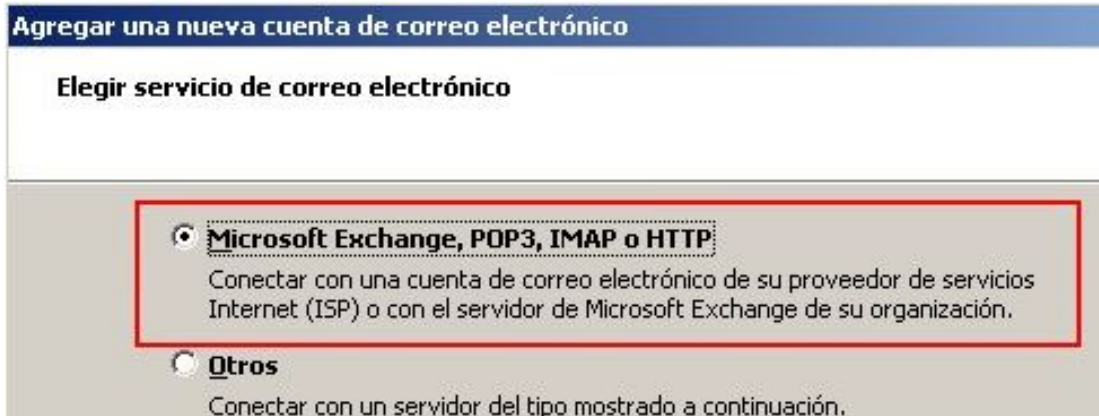 Agregar una nueva cuenta de correo electrónico
Elegir servicio de correo electrónico
Microsoft Exchange, POP3, IMAP o HTTP
Conectar con una cuenta de correo electrónico de su proveedor de servicios
Internet (ISP) o con el servidor de Microsoft Exchange de su organización.
Otros
Conectar con un servidor del tipo mostrado a continuación.